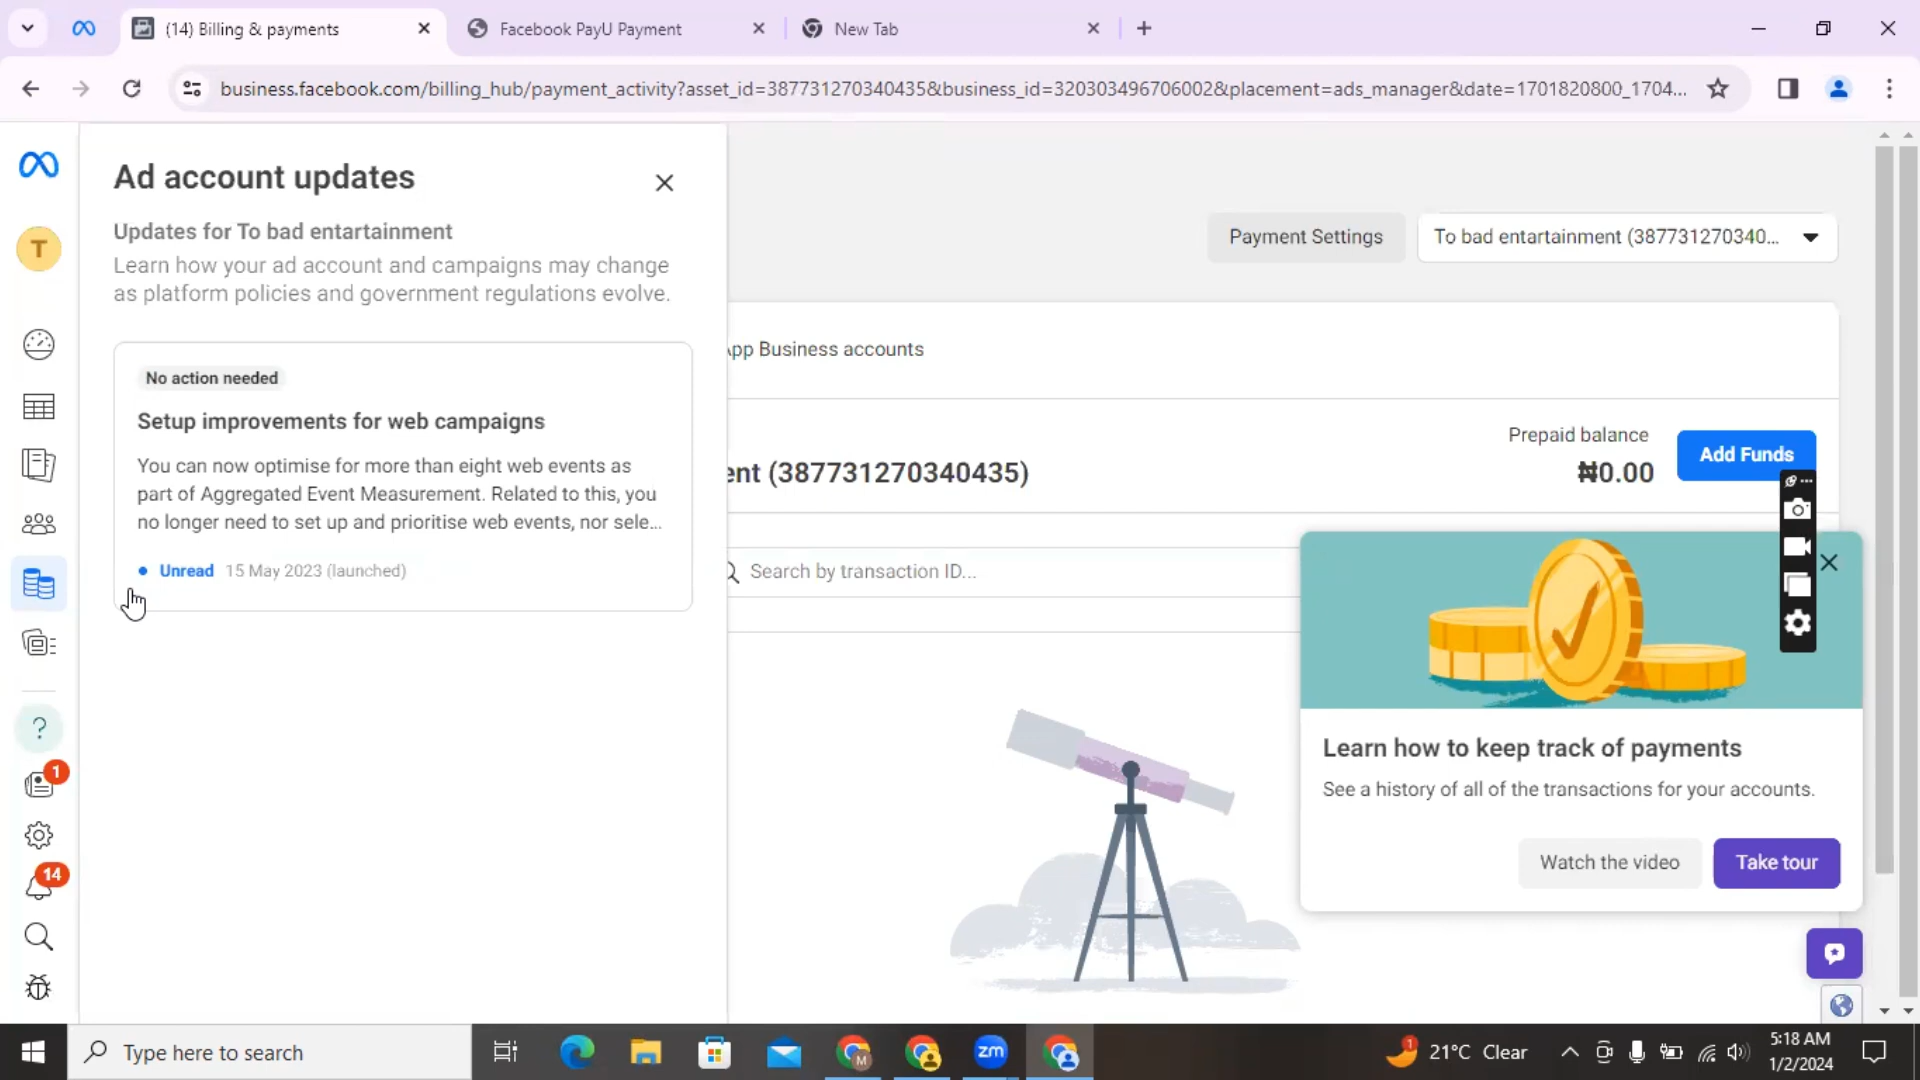 (14) Billing & payments
Facebook PayU Payment
New Tab
business.facebook.com/billing_hub/payment_activity?asset_id=387731270340435&business_id=320303496706002&placement=ads_manager&date=1701820800_1704...
Ad account updates
Updates for To bad entartainment
Learn how your ad account and campaigns may change
as platform policies and government regulations evolve.
No action needed
Setup improvements for web campaigns
You can now optimise for more than eight web events as
part of Aggregated Event Measurement. Related to this, you
no longer need to set up and prioritise web events, nor sele...
Unread 15 May 2023 (launched)
T
?
1
14
Payment Settings
To bad entartainment (387731270340...
App Business accounts
ent (387731270340435)
Prepaid balance
₦0.00
Add Funds
Search by transaction ID...
Learn how to keep track of payments
See a history of all of the transactions for your accounts.
Watch the video
Take tour
Type here to search
M
zm
1
21°C Clear
5:18 AM
1/2/2024